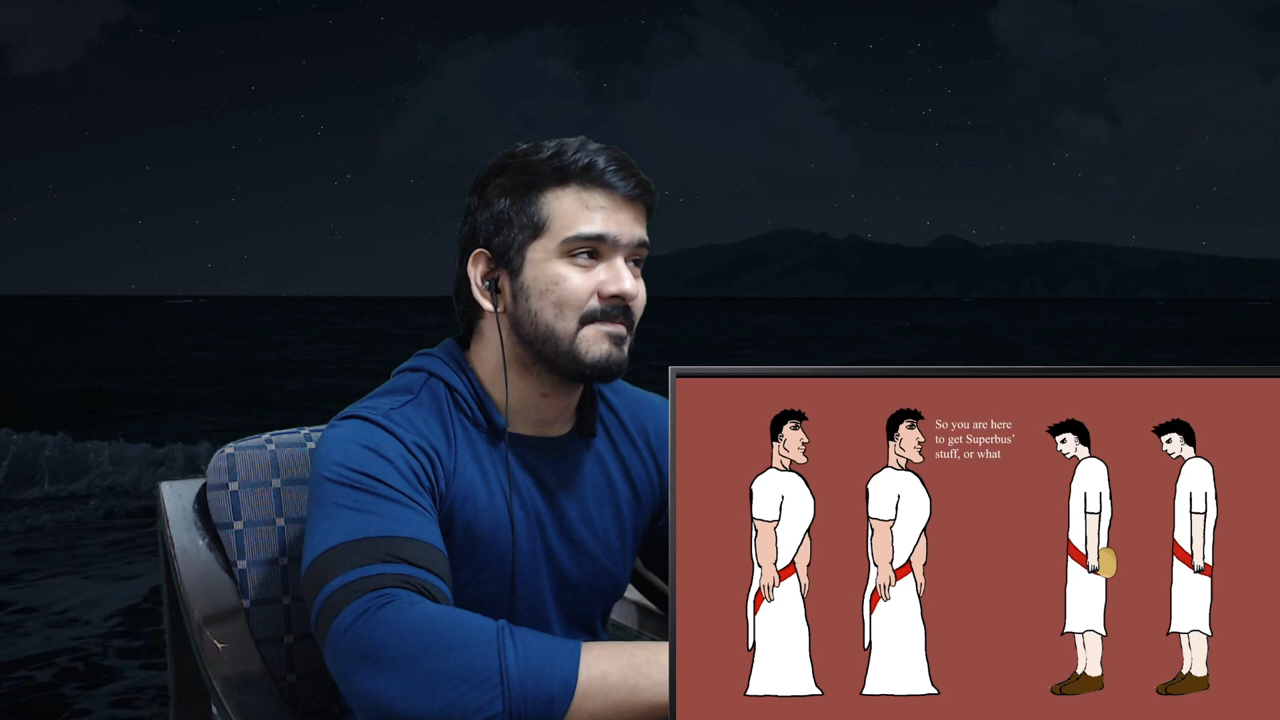 So you are here
to get Superbus’
stuff, or what